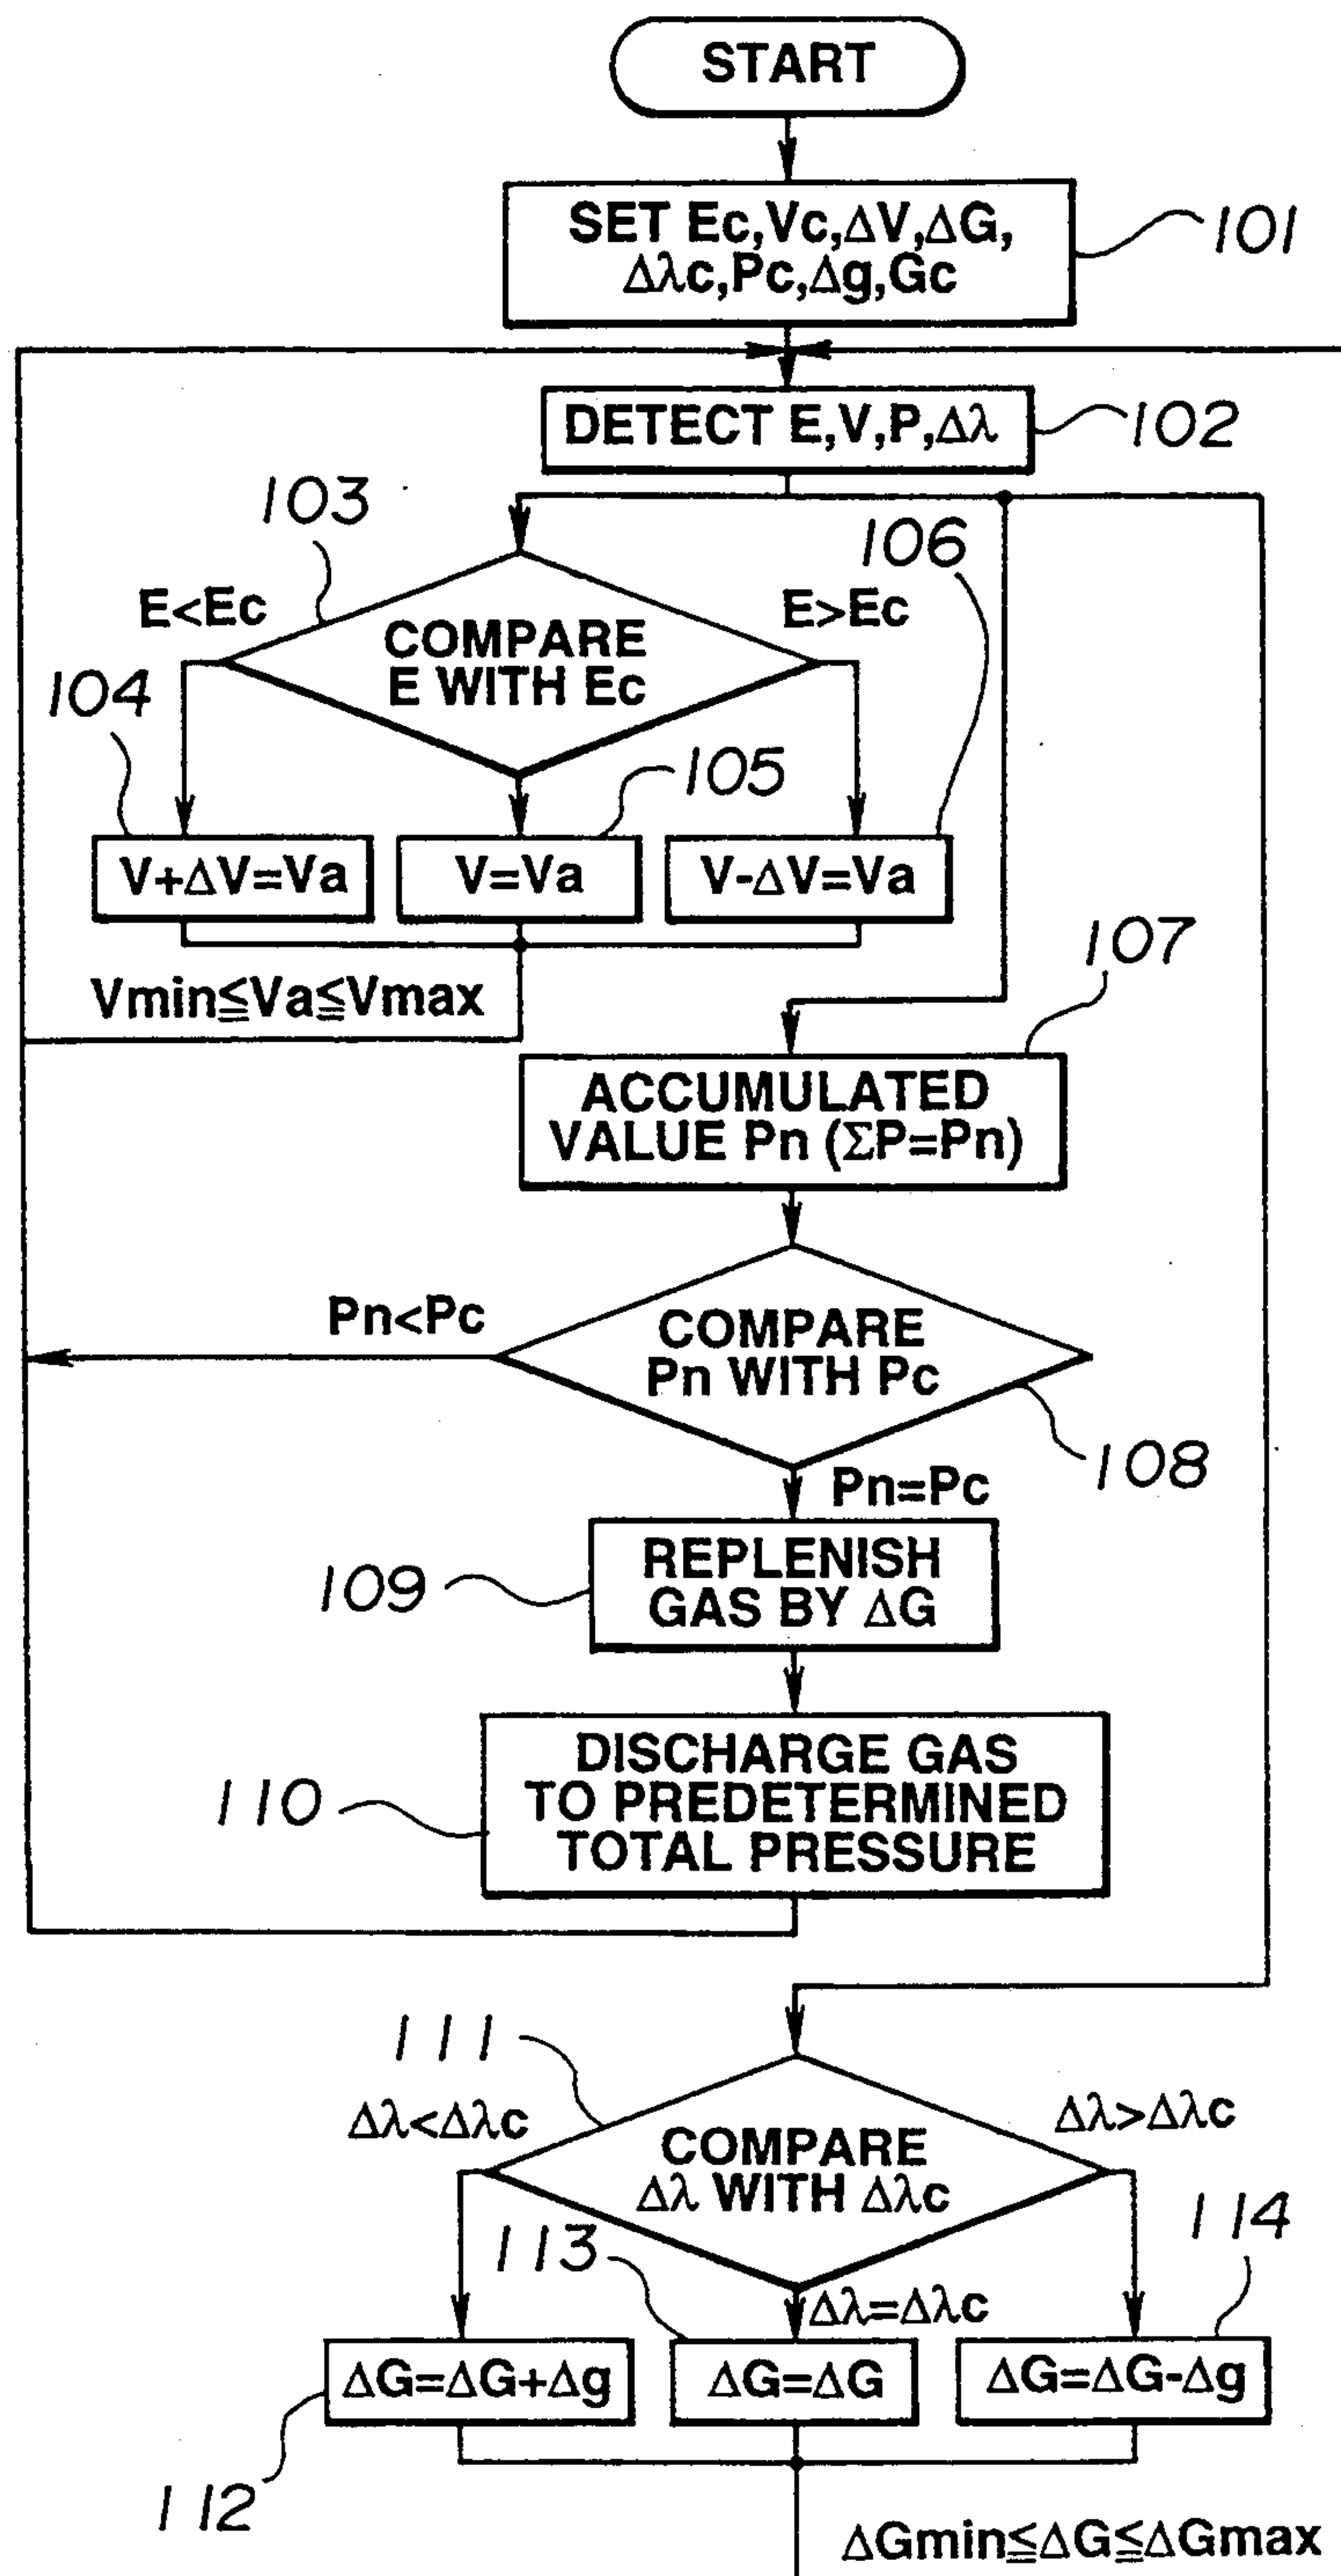 START
SET Ec,Vc,ΔV,ΔG,
Δλc,Pc,Δg,Gc
101
DETECT E,V,P,Δλ
102
103
106
E<Ec
E>Ec
COMPARE
E WITH Ec
104
105
V+ΔV=Va
V=Va
V-ΔV=Va
107
Vmin≦Va≦Vmax
ACCUMULATED
VALUE Pn (ΣP=Pn)
Pn<Pc
COMPARE
Pn WITH Pc
108
Pn=Pc
109
REPLENISH
GAS BY ΔG
110
DISCHARGE GAS
TO PREDETERMINED
TOTAL PRESSURE
111
Δλ<Δλc
Δλ>Δλc
COMPARE
Δλ WITH Δλc
113
114
Δλ=Δλc
ΔG=ΔG+Δg
ΔG=ΔG
ΔG=ΔG-Δg
112
ΔGmin≦ΔG≦ΔGmax